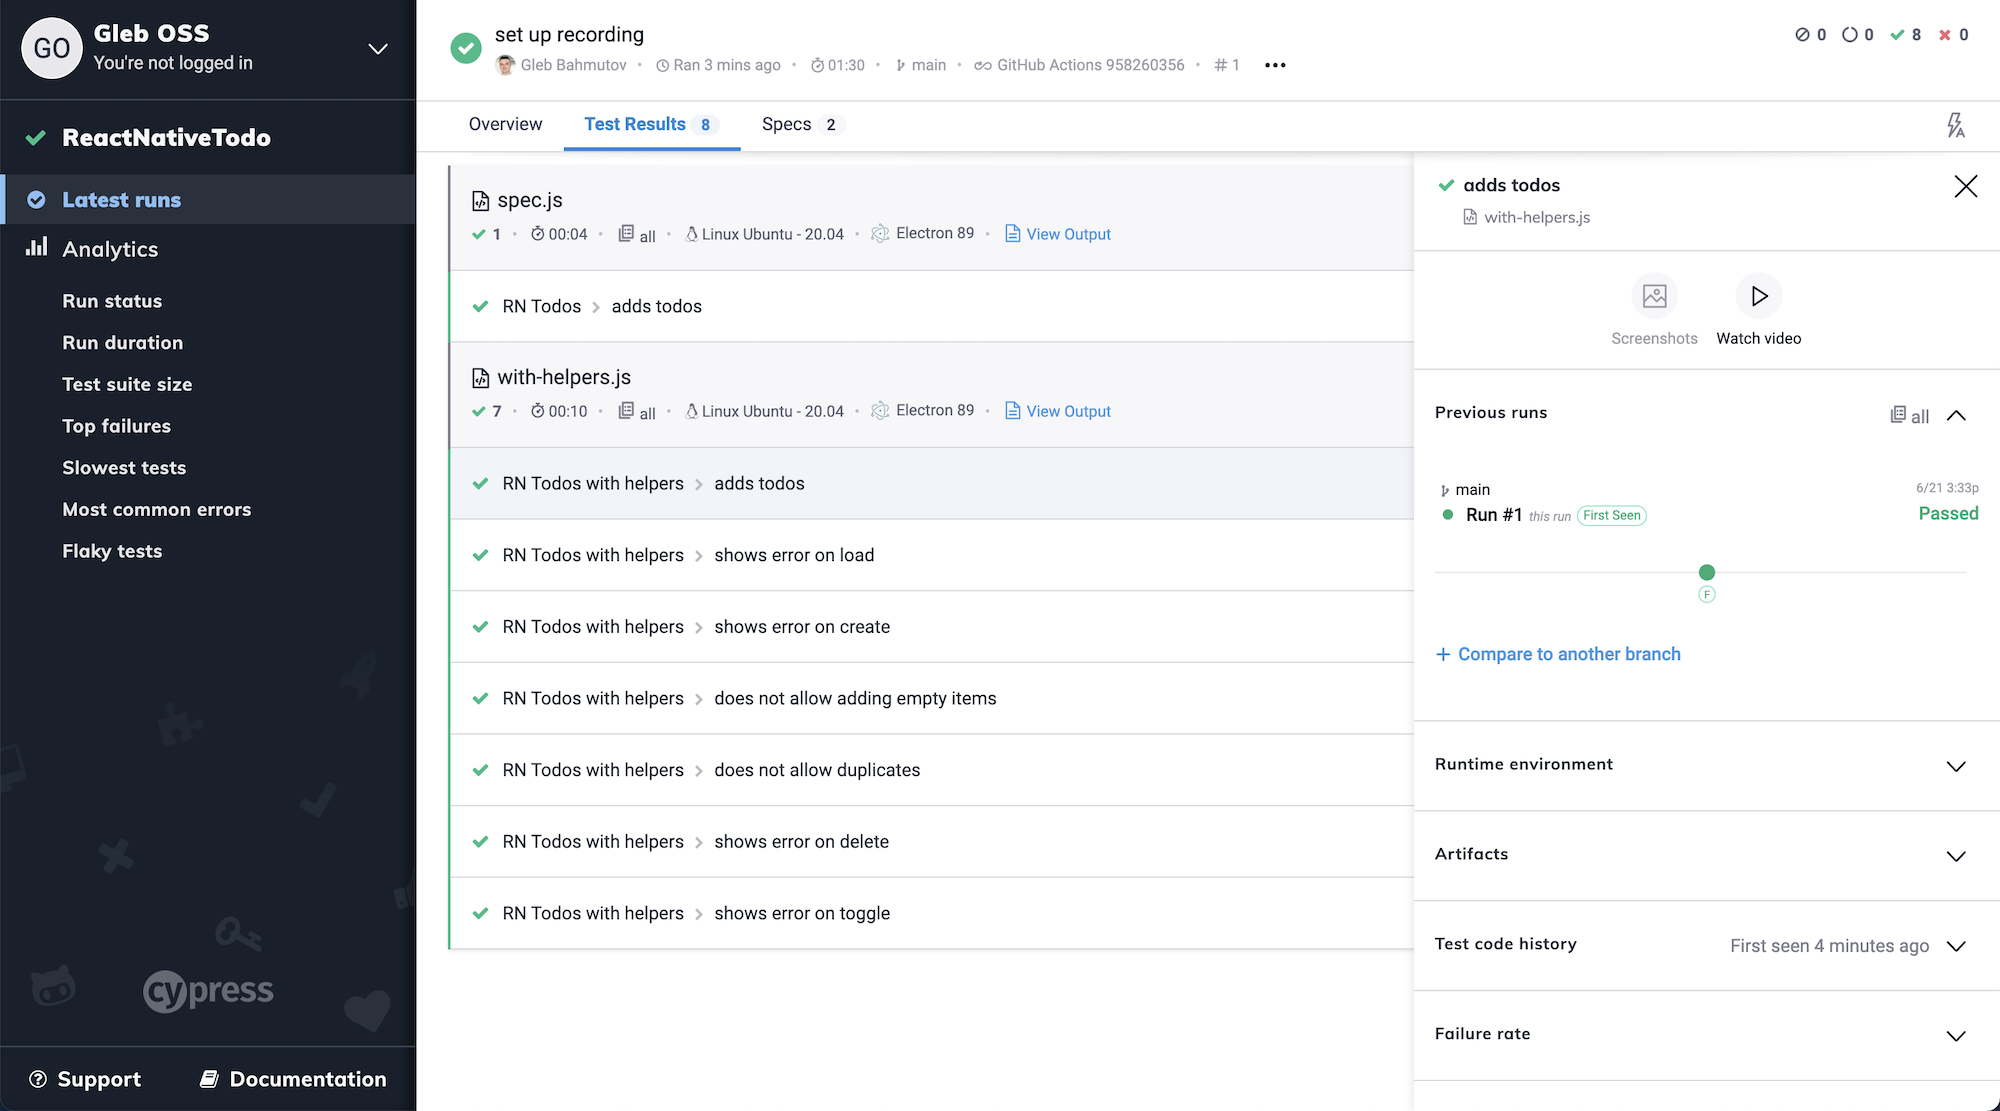 GO
Gleb OSS
You're not logged in
ReactNativeTodo
Latest runs
Analytics
Run status
Run duration
Test suite size
Top failures
Slowest tests
Most common errors
Flaky tests
cypress
Support
Documentation
set up recording
Gleb Bahmutov • Ran 3 mins ago • 01:30 • main • GitHub Actions 958260356 • # 1
0 0 8 0
Overview
Test Results 8
Specs 2
A
spec.js
1 • 00:04 • all • Linux Ubuntu - 20.04 • Electron 89 • View Output
RN Todos > adds todos
with-helpers.js
7 • 00:10 • all • Linux Ubuntu - 20.04 • Electron 89 • View Output
RN Todos with helpers > adds todos
RN Todos with helpers > shows error on load
RN Todos with helpers > shows error on create
RN Todos with helpers > does not allow adding empty items
RN Todos with helpers > does not allow duplicates
RN Todos with helpers > shows error on delete
RN Todos with helpers > shows error on toggle
adds todos
with-helpers.js
Screenshots
Watch video
Previous runs
all
main
6/21 3:33p
Run #1 this run First Seen
Passed
F
+ Compare to another branch
Runtime environment
Artifacts
Test code history
First seen 4 minutes ago
Failure rate